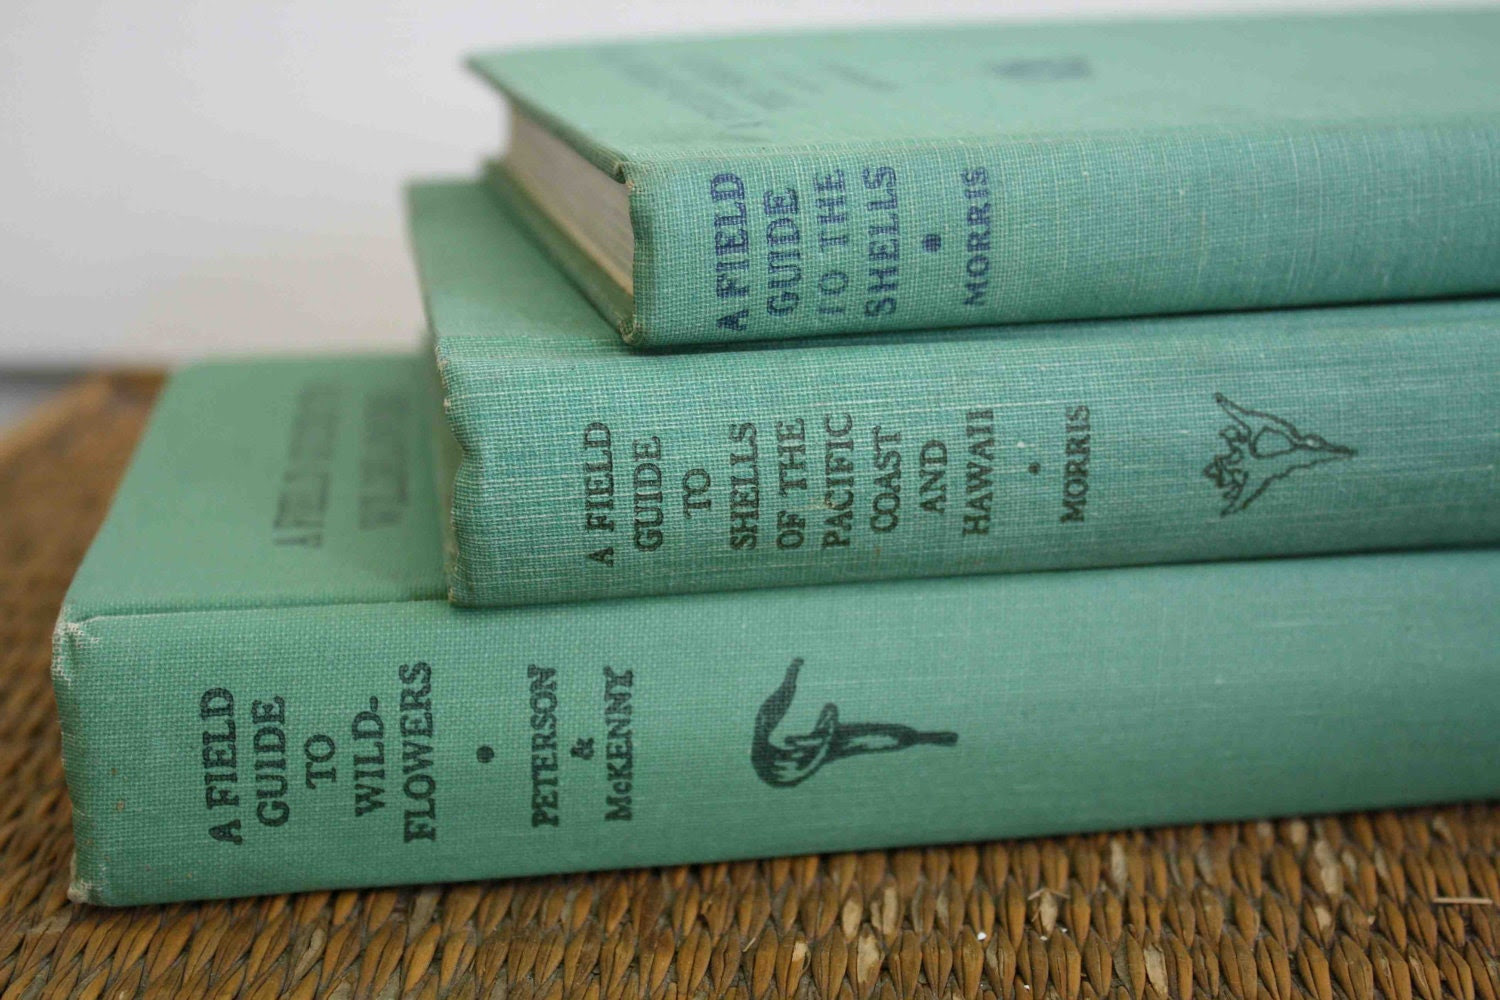 A FIELD
GUIDE
TO THE
SHELLS
•
MORRIS
A FIELD
GUIDE
TO
SHELLS
OF THE
PACIFIC
COAST
AND
HAWAII
•
MORRIS
A FIELD
GUIDE
TO
WILD-
FLOWERS
•
PETERSON
&
McKENNY